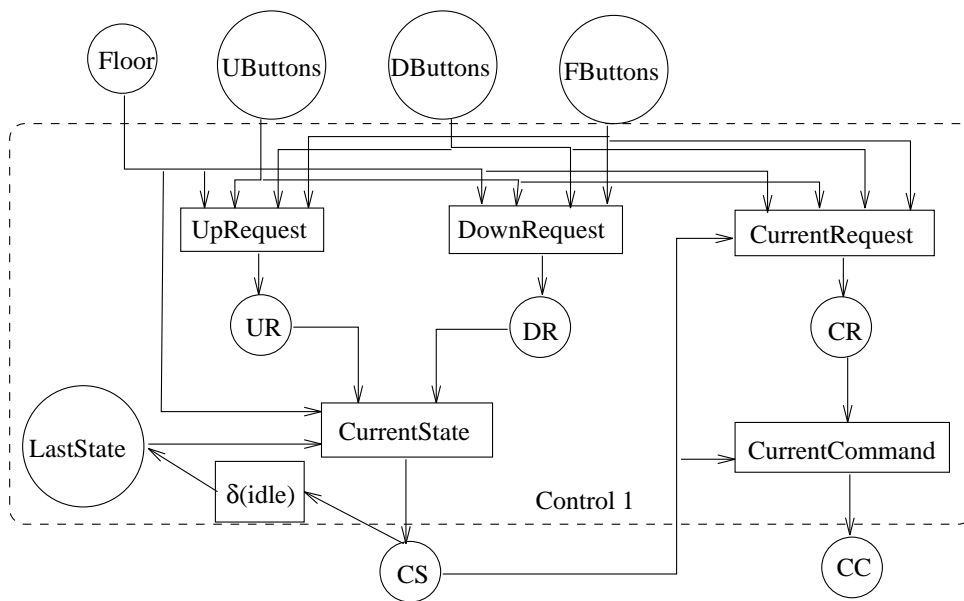 Floor
UButtons
DButtons
FButtons
UpRequest
DownRequest
CurrentRequest
UR
DR
CR
CurrentState
LastState
CurrentCommand
δ(idle)
Control 1
CS
CC